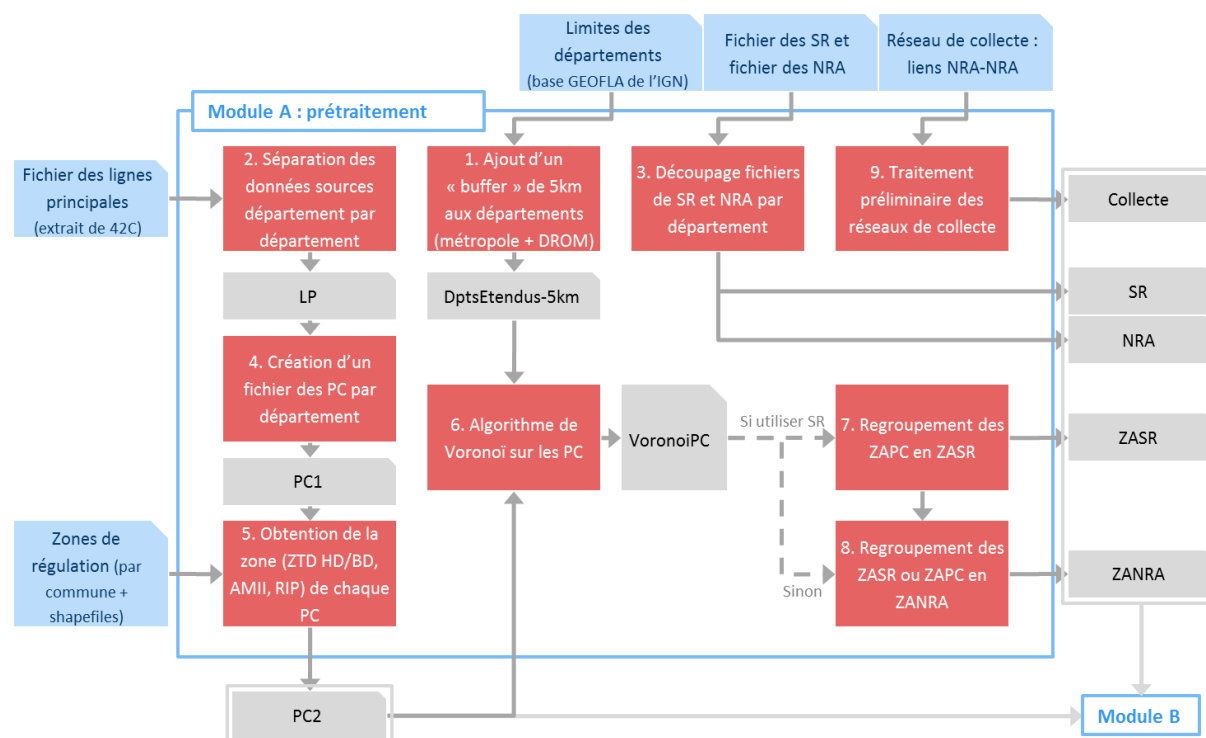 Limites des
départements
(base GEOFLA de l'IGN)
Fichier des SR et
fichier des NRA
Réseau de collecte :
liens NRA-NRA
Module A : prétraitement
Fichier des lignes
principales
(extrait de 42C)
2. Séparation des
données sources
département par
département
1. Ajout d'un
« buffer » de 5km
aux départements
(métropole + DROM)
3. Découpage fichiers
de SR et NRA par
département
9. Traitement
préliminaire des
réseaux de collecte
Collecte
LP
DptsEtendus-5km
SR
NRA
4. Création d'un
fichier des PC par
département
6. Algorithme de
Voronoï sur les PC
VoronoiPC
Si utiliser SR
7. Regroupement des
ZAPC en ZASR
ZASR
PC1
Zones de
régulation (par
commune +
shapefiles)
5. Obtention de la
zone (ZTD HD/BD,
AMII, RIP) de chaque
PC
Sinon
8. Regroupement des
ZASR ou ZAPC en
ZANRA
ZANRA
PC2
Module B